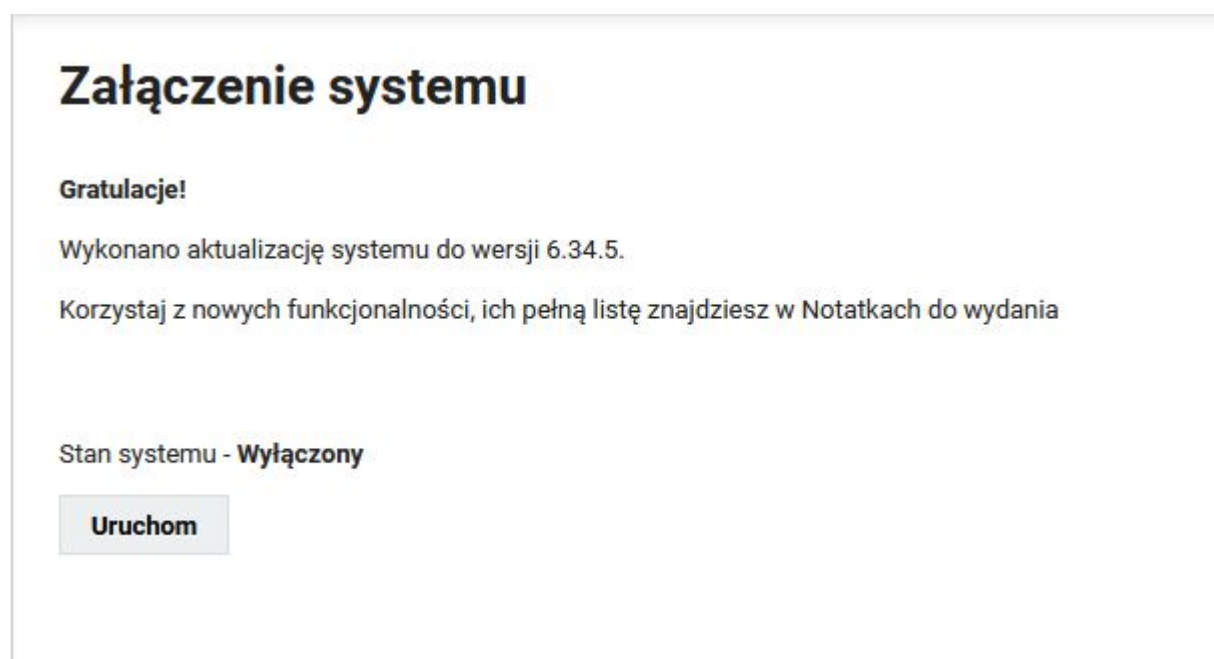 Załączenie systemu
Gratulacje!
Wykonano aktualizację systemu do wersji 6.34.5.
Korzystaj z nowych funkcjonalności, ich pełną listę znajdziesz w Notatkach do wydania
Stan systemu - Wyłączony
Uruchom